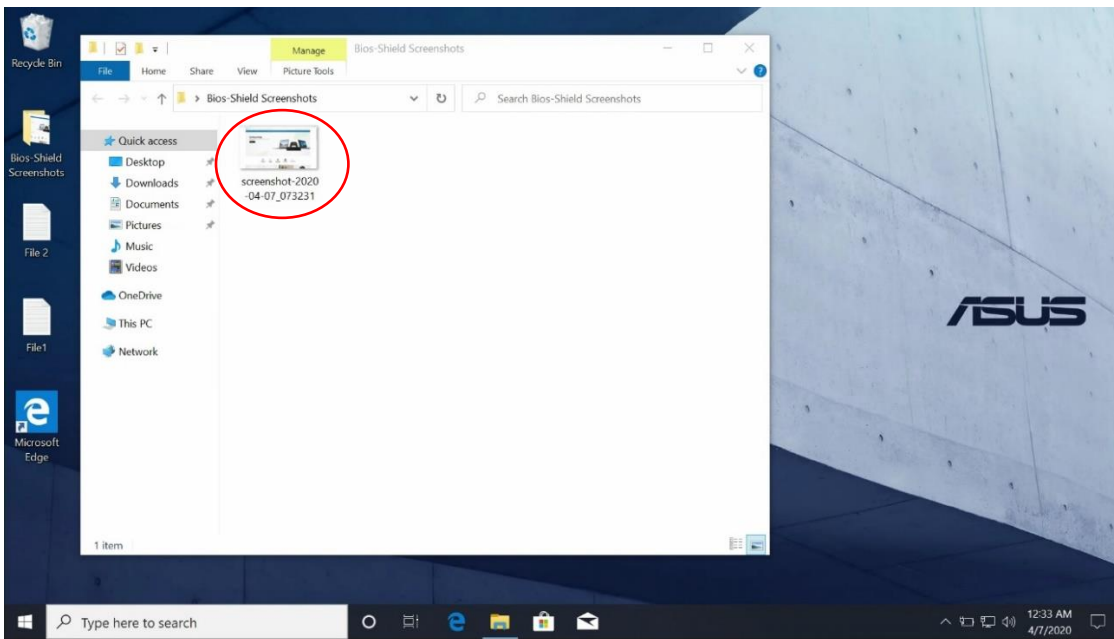 Recycle Bin
Bios-Shield
Screenshots
File 2
File1
Microsoft
Edge
Manage
Bios-Shield Screenshots
File
Home
Share
View
Picture Tools
Bios-Shield Screenshots
Search Bios-Shield Screenshots
Quick access
Desktop
Downloads
Documents
Pictures
Music
Videos
OneDrive
This PC
Network
screenshot-2020
-04-07_073231
1 item
ASUS
Type here to search
12:33 AM
4/7/2020